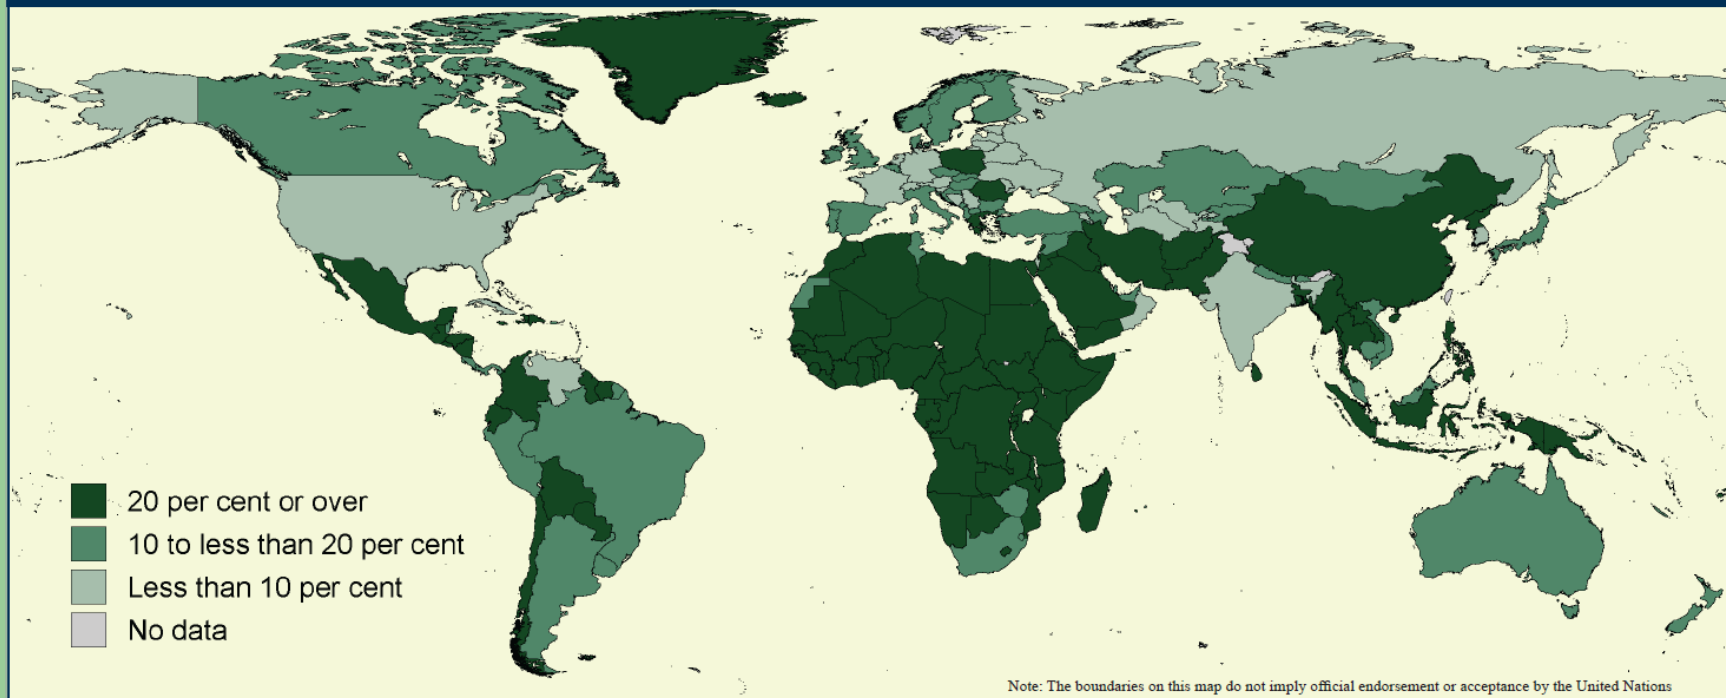 20 per cent or over
10 to less than 20 per cent
Less than 10 per cent
No data
Note: The boundaries on this map do not imply official endorsement or acceptance by the United Nations